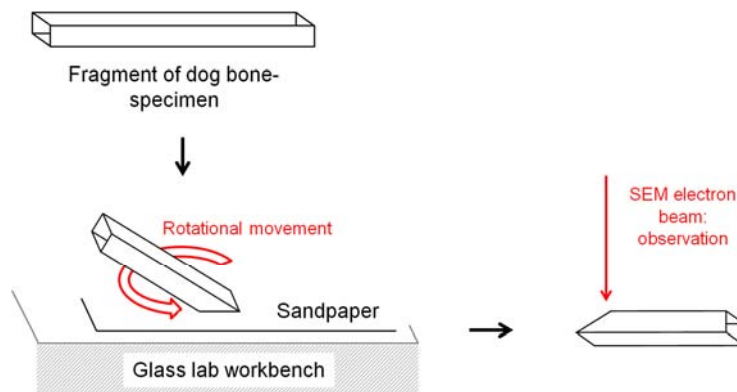 Fragment of dog bone-
specimen
Rotational movement
Sandpaper
Glass lab workbench
SEM electron
beam:
observation